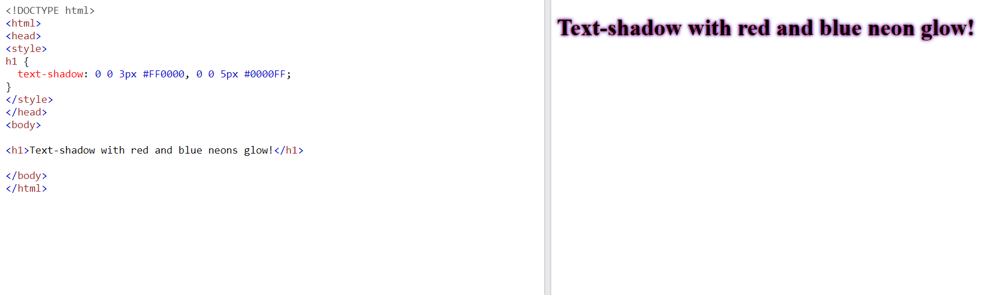 <!DOCTYPE html>
<html>
<head>
<style>
h1 {
  text-shadow: 0 0 3px #FF0000, 0 0 5px #0000FF;
}
</style>
</head>
<body>

<h1>Text-shadow with red and blue neons glow!</h1>

</body>
</html>
Text-shadow with red and blue neon glow!